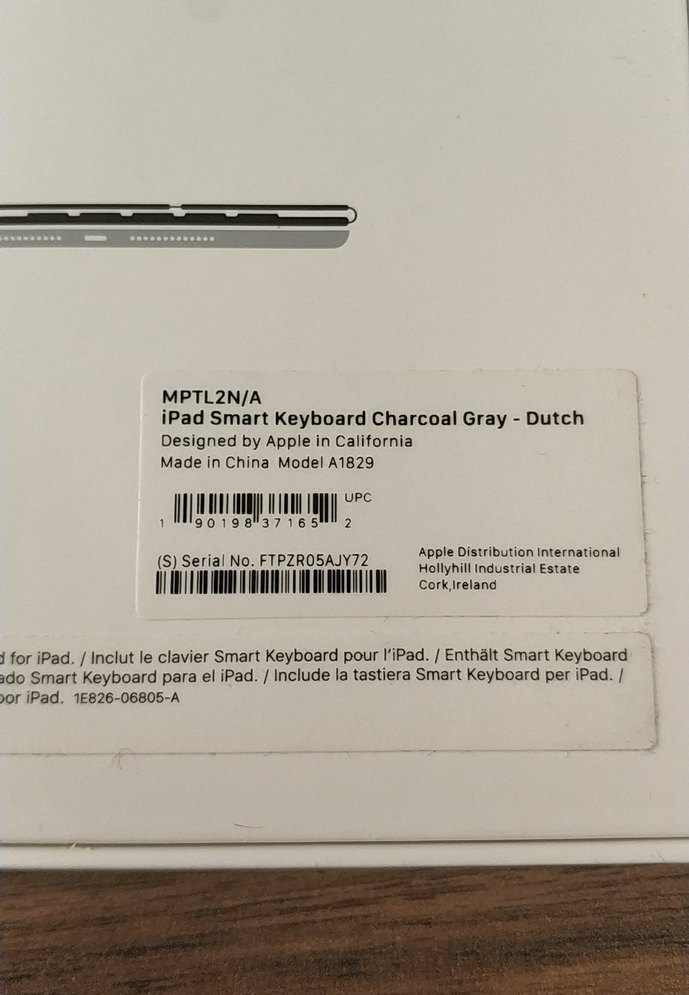 MPTL2N/A
iPad Smart Keyboard Charcoal Gray - Dutch
Designed by Apple in California
Made in China Model A1829
UPC
1 90198 37165 2
(S) Serial No. FTPZR05AJY72
Apple Distribution International
Hollyhill Industrial Estate
Cork,Ireland
for iPad. / Inclut le clavier Smart Keyboard pour l'iPad. / Enthält Smart Keyboard
Smart Keyboard para el iPad. / Include la tastiera Smart Keyboard per iPad. /
iPad. 1E826-06805-A